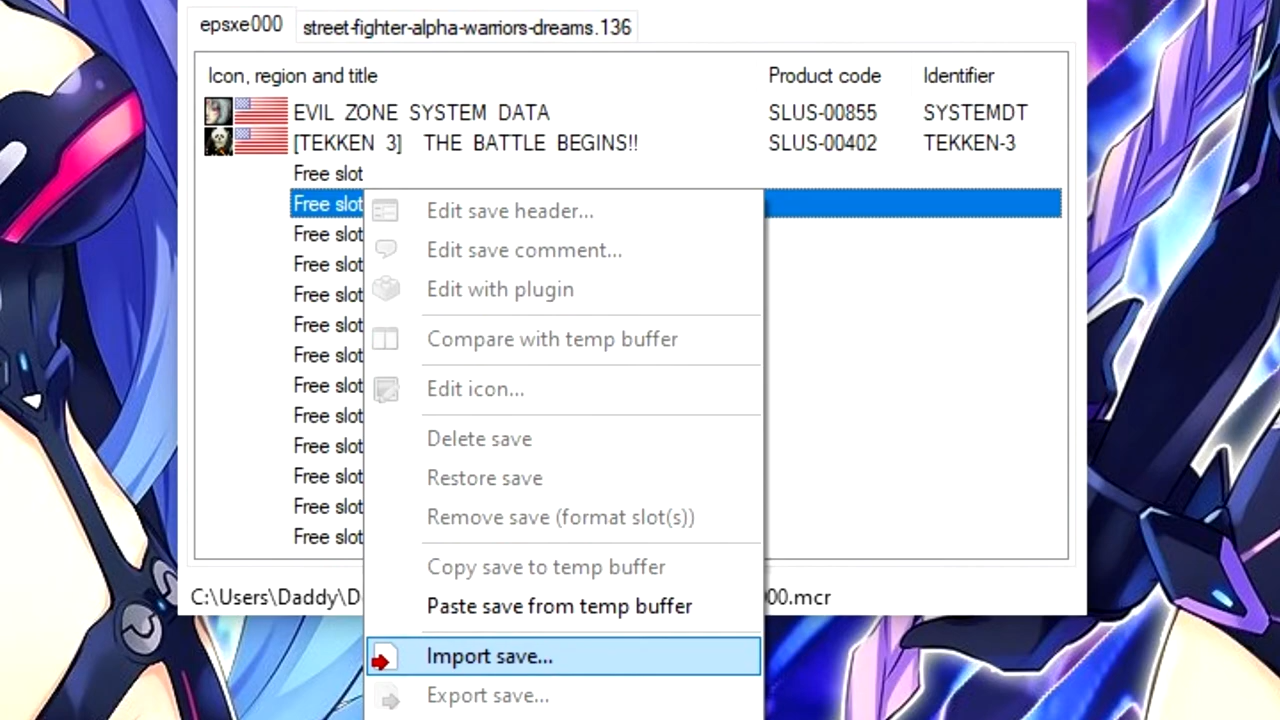 epsxe000 street-fighter-alpha-warriors-dreams.136
Icon, region and title Product code Identifier
EVIL ZONE SYSTEM DATA SLUS-00855 SYSTEMDT
[TEKKEN 3] THE BATTLE BEGINS!! SLUS-00402 TEKKEN-3
Free slot
Free slot
Edit save header...
Free slot
Edit save comment...
Free slot
Edit with plugin
Free slot
Free slot
Compare with temp buffer
Free slot
Free slot
Edit icon...
Free slot
Free slot
Delete save
Free slot
Restore save
Free slot
Remove save (format slot(s))
Free slot
Copy save to temp buffer
C:\Users\Daddy\D 00.mcr
Paste save from temp buffer
Import save...
Export save...